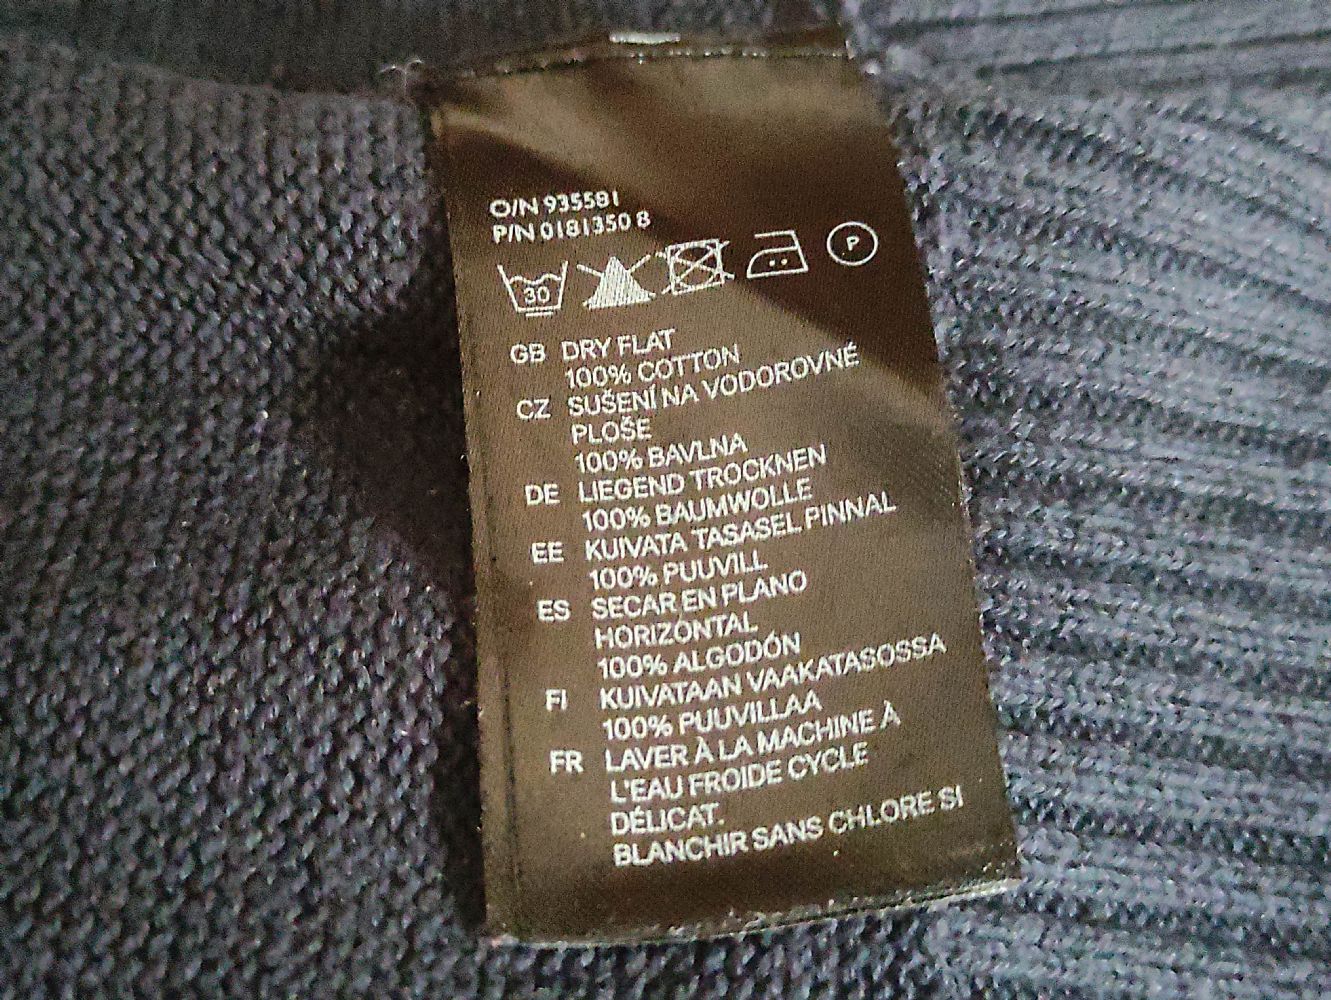 O/N 935581
P/N 0181350 8
30 P
GB DRY FLAT
100% COTTON
CZ SUŠENÍ NA VODOROVNÉ
PLOŠE
100% BAVLNA
DE LIEGEND TROCKNEN
100% BAUMWOLLE
EE KUIVATA TASASEL PINNAL
100% PUUVILL
ES SECAR EN PLANO
HORIZONTAL
100% ALGODÓN
FI KUIVATAAN VAAKATASOSSA
100% PUUVILLAA
FR LAVER À LA MACHINE À
L'EAU FROIDE CYCLE
DÉLICAT.
BLANCHIR SANS CHLORE SI